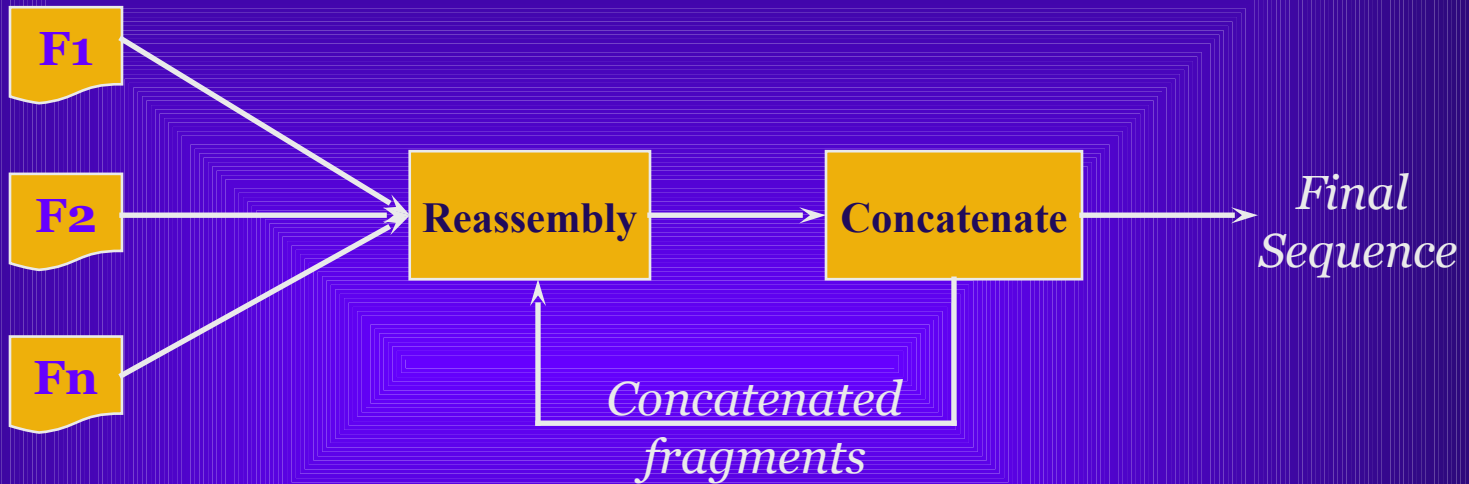 F1
F2
Fn
Reassembly
Concatenate
Final
Sequence
Concatenated
fragments